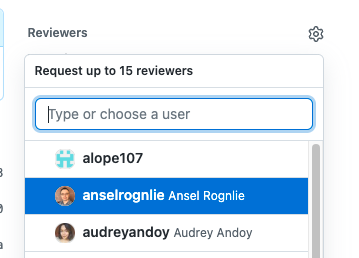 Reviewers
Request up to 15 reviewers
Type or choose a user
alope107
anselrognlie Ansel Rognlie
audreyandoy Audrey Andoy